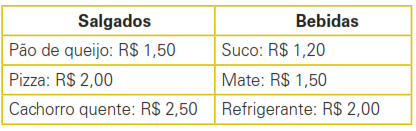 Salgados Bebidas
Pão de queijo: R$ 1,50 Suco: R$ 1,20
Pizza: R$ 2,00 Mate: R$ 1,50
Cachorro quente: R$ 2,50 Refrigerante: R$ 2,00